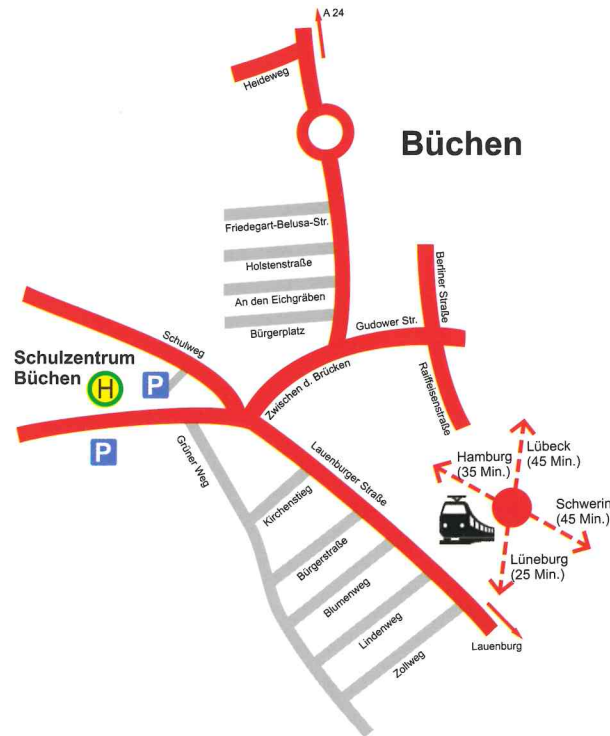 A 24
Heideweg
Büchen
Friedegart-Belusa-Str.
Holstenstraße
An den Eichgräben
Bürgerplatz
Gudower Str.
Berliner Straße
Raiffeisenstraße
Zwischen d. Brücken
Schulweg
Schulzentrum
Büchen
H
P
P
Grüner Weg
Lauenburger Straße
Kirchenstieg
Bürgerstraße
Blumenweg
Lindenweg
Zollweg
Hamburg
(35 Min.)
Lübeck
(45 Min.)
Schwerin
(45 Min.)
Lüneburg
(25 Min.)
Lauenburg